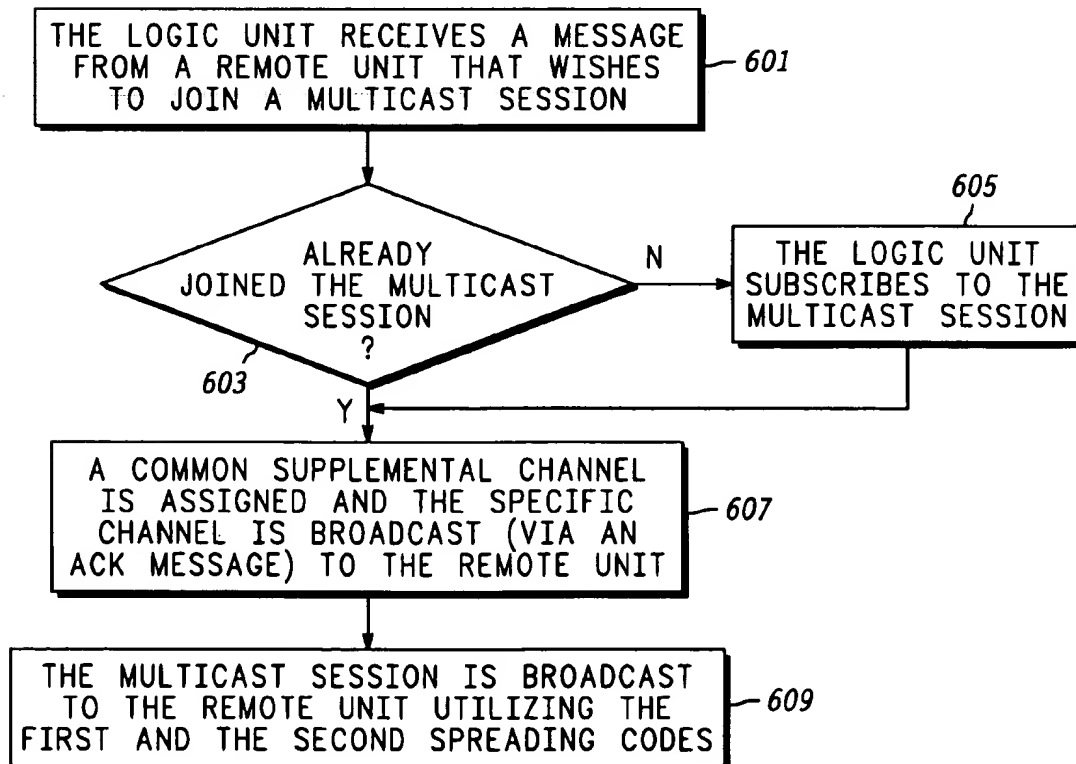 THE LOGIC UNIT RECEIVES A MESSAGE
FROM A REMOTE UNIT THAT WISHES
TO JOIN A MULTICAST SESSION
601
ALREADY
JOINED THE MULTICAST
SESSION
?
603
N
605
THE LOGIC UNIT
SUBSCRIBES TO THE
MULTICAST SESSION
Y
A COMMON SUPPLEMENTAL CHANNEL
IS ASSIGNED AND THE SPECIFIC
CHANNEL IS BROADCAST (VIA AN
ACK MESSAGE) TO THE REMOTE UNIT
607
THE MULTICAST SESSION IS BROADCAST
TO THE REMOTE UNIT UTILIZING THE
FIRST AND THE SECOND SPREADING CODES
609